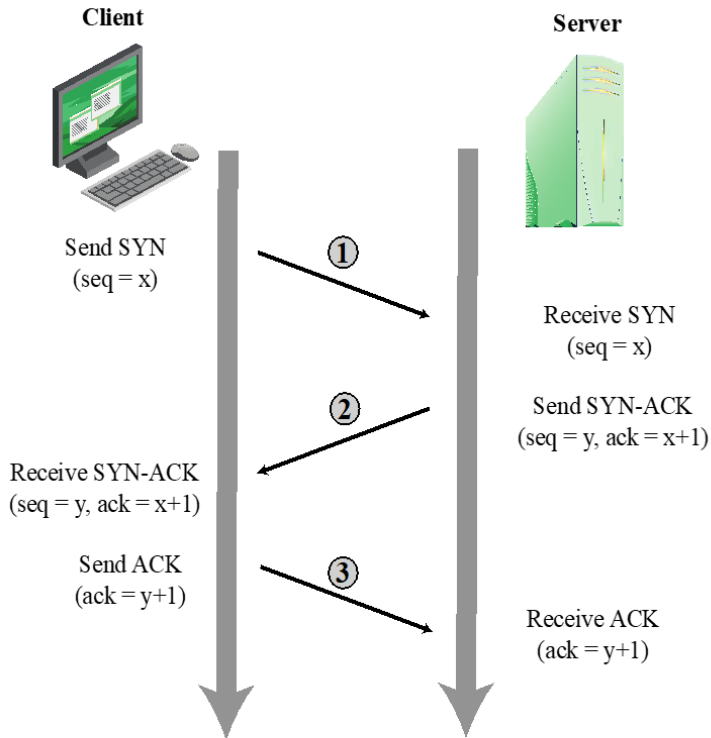 Client
Server
Send SYN
(seq = x)
1
Receive SYN
(seq = x)
2
Send SYN-ACK
(seq = y, ack = x+1)
Receive SYN-ACK
(seq = y, ack = x+1)
Send ACK
(ack = y+1)
3
Receive ACK
(ack = y+1)